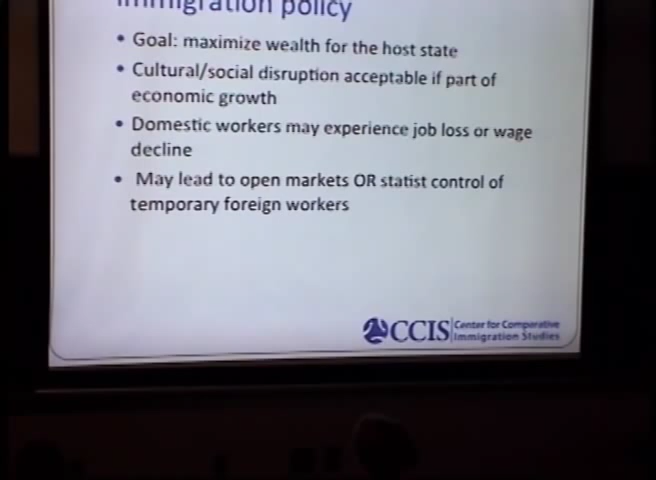 immigration policy
• Goal: maximize wealth for the host state
• Cultural/social disruption acceptable if part of
economic growth
• Domestic workers may experience job loss or wage
decline
• May lead to open markets OR statist control of
temporary foreign workers
CCIS Center for Comparative
Immigration Studies